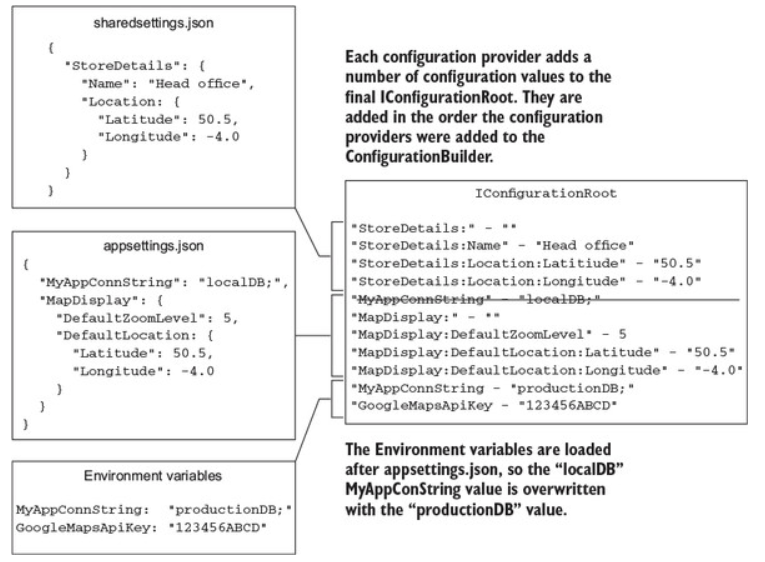 sharedsettings.json
{
"StoreDetails": {
"Name": "Head office",
"Location: {
"Latitude": 50.5,
"Longitude": -4.0
}
}
}
Each configuration provider adds a
number of configuration values to the
final IConfigurationRoot. They are
added in the order the configuration
providers were added to the
ConfigurationBuilder.
appsettings.json
{
"MyAppConnString": "localDB;",
"MapDisplay": {
"DefaultZoomLevel": 5,
"DefaultLocation: {
"Latitude": 50.5,
"Longitude": -4.0
}
}
}
IConfigurationRoot
"StoreDetails:" - ""
"StoreDetails:Name" - "Head office"
"StoreDetails:Location:Latitiude" - "50.5"
"StoreDetails:Location:Longitude" - "-4.0"
"MyAppConnString" - "localDB;"
"MapDisplay:" - ""
"MapDisplay:DefaultZoomLevel" - 5
"MapDisplay:DefaultLocation:Latitude" - "50.5"
"MapDisplay:DefaultLocation:Longitude" - "-4.0"
"MyAppConnString - "productionDB;"
"GoogleMapsApiKey - "123456ABCD"
Environment variables
MyAppConnString: "productionDB;"
GoogleMapsApiKey: "123456ABCD"
The Environment variables are loaded
after appsettings.json, so the “localDB”
MyAppConString value is overwritten
with the “productionDB” value.